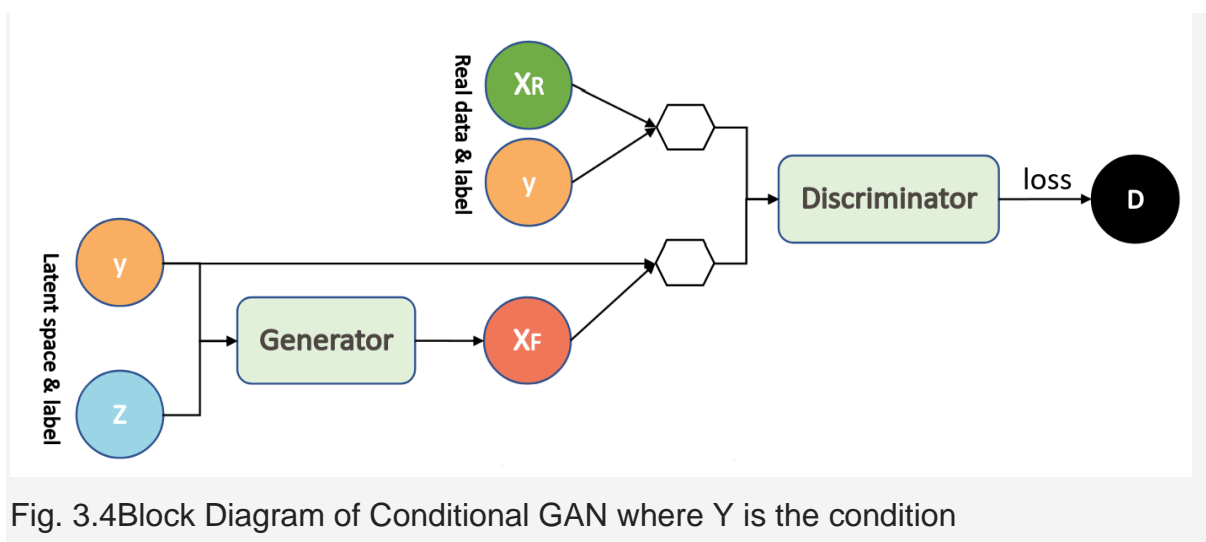 Real data & label
XR
y
Discriminator
loss
D
Latent space & label
y
Generator
XF
Z
Fig. 3.4Block Diagram of Conditional GAN where Y is the condition